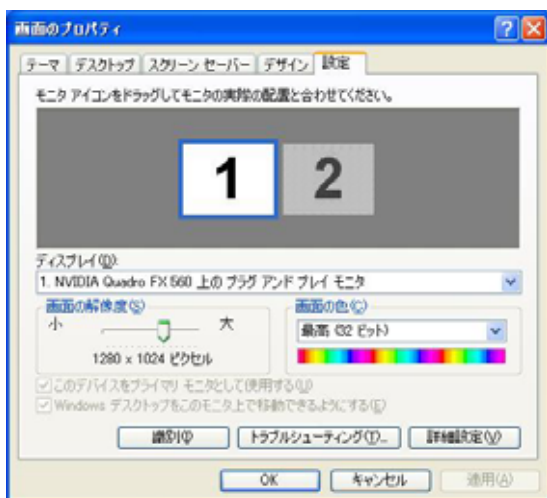 画面のプロパティ
テーマ デスクトップ スクリーン セーバー デザイン 設定
モニタ アイコンをドラッグしてモニタの実際の配置と合わせてください。
1 2
ディスプレイ(D):
1. NVIDIA Quadro FX 560 上の プラグ アンド プレイ モニタ
画面の解像度(S) 画面の色(C)
小 大 最高 (32 ビット)
1280 x 1024 ピクセル
このデバイスをプライマリ モニタとして使用する(U)
Windows デスクトップをこのモニタ上で移動できるようにする(E)
識別(I) トラブルシューティング(T)... 詳細設定(V)
OK キャンセル 適用(A)